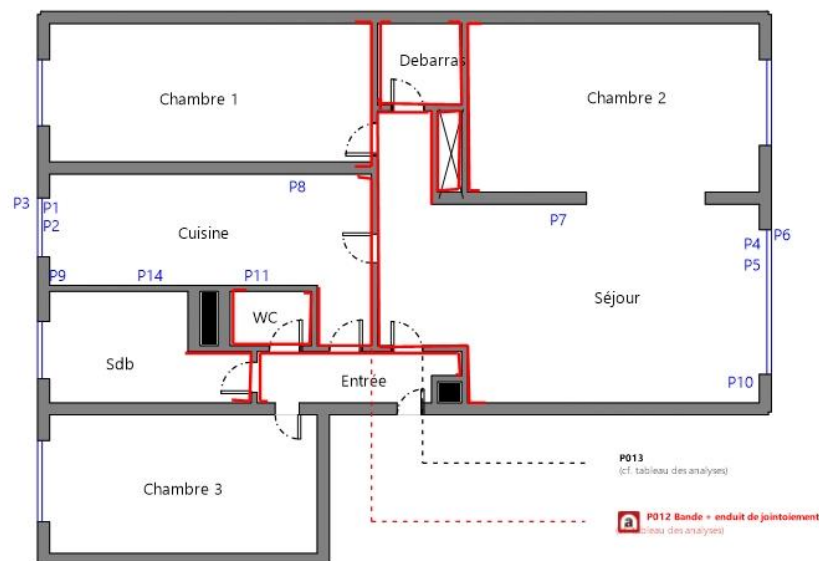 Debarras
Chambre 1
Chambre 2
P8
P3
P1
P2
P7
Cuisine
P4
P6
P5
P9
P14
P11
Séjour
WC
Sdb
Entrée
P10
P013
(cf. tableau des analyses)
Chambre 3
a
P012 Bande + enduit de jointoiement
tableau des analyses)